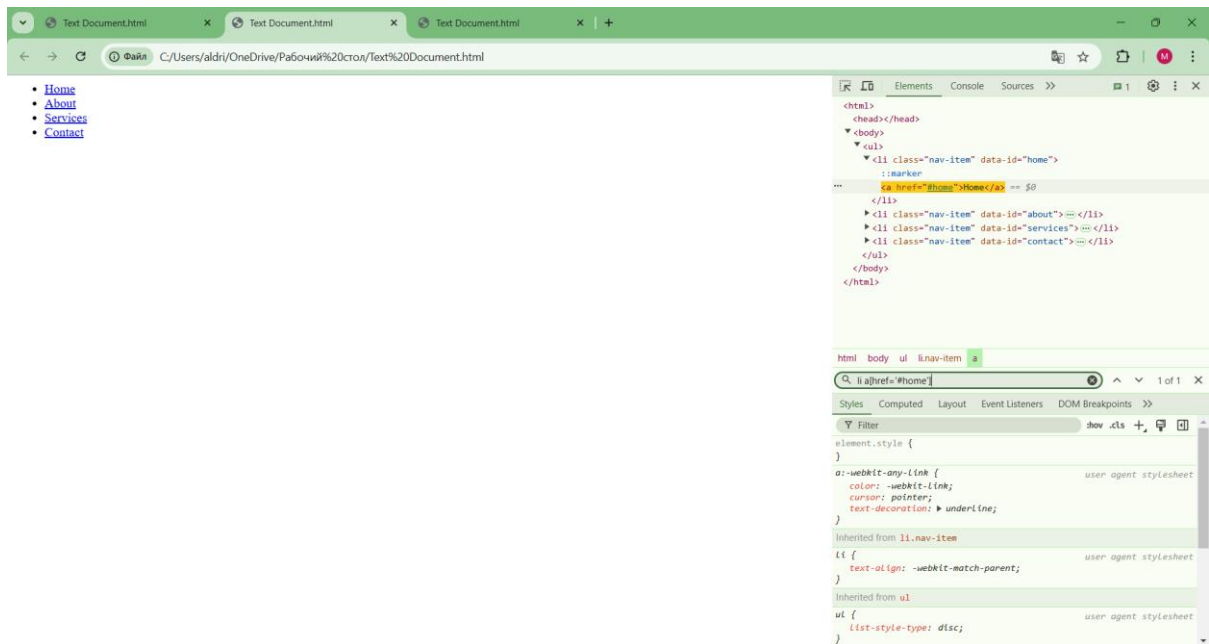 Text Document.html
Text Document.html
Text Document.html
Файл C:/Users/aldri/OneDrive/Рабочий%20стол/Text%20Document.html
M
Home
About
Services
Contact
Elements Console Sources 1
<html>
<head></head>
<body>
<ul>
<li class="nav-item" data-id="home">
::marker
<a href="#home">Home</a> == $0
</li>
<li class="nav-item" data-id="about">…</li>
<li class="nav-item" data-id="services">…</li>
<li class="nav-item" data-id="contact">…</li>
</ul>
</body>
</html>
html body ul li.nav-item a
li a[href='#home'] 1 of 1
Styles Computed Layout Event Listeners DOM Breakpoints
Filter :hov .cls
element.style {
}
a:-webkit-any-link { user agent stylesheet
color: -webkit-link;
cursor: pointer;
text-decoration: underline;
}
Inherited from li.nav-item
li { user agent stylesheet
text-align: -webkit-match-parent;
}
Inherited from ul
ul { user agent stylesheet
list-style-type: disc;
}